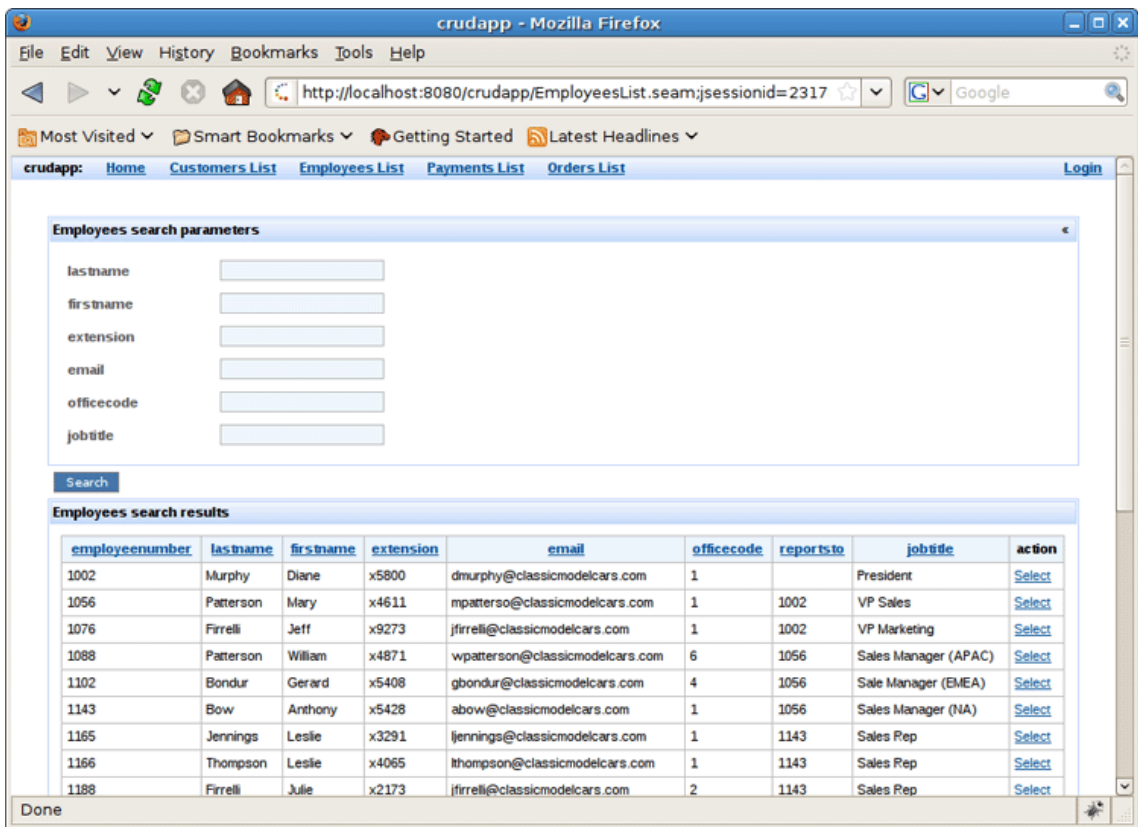 crudapp - Mozilla Firefox
File Edit View History Bookmarks Tools Help
http://localhost:8080/crudapp/EmployeesList.seam;jsessionid=2317 G Google
Most Visited Smart Bookmarks Getting Started Latest Headlines
crudapp: Home Customers List Employees List Payments List Orders List Login
Employees search parameters «
lastname
firstname
extension
email
officecode
jobtitle
Search
Employees search results
employeenumber lastname firstname extension email officecode reportsto jobtitle action
1002 Murphy Diane x5800 dmurphy@classicmodelcars.com 1 President Select
1056 Patterson Mary x4611 mpatterso@classicmodelcars.com 1 1002 VP Sales Select
1076 Firrelli Jeff x9273 jfirrelli@classicmodelcars.com 1 1002 VP Marketing Select
1088 Patterson William x4871 wpatterson@classicmodelcars.com 6 1056 Sales Manager (APAC) Select
1102 Bondur Gerard x5408 gbondur@classicmodelcars.com 4 1056 Sale Manager (EMEA) Select
1143 Bow Anthony x5428 abow@classicmodelcars.com 1 1056 Sales Manager (NA) Select
1165 Jennings Leslie x3291 ljennings@classicmodelcars.com 1 1143 Sales Rep Select
1166 Thompson Leslie x4065 lthompson@classicmodelcars.com 1 1143 Sales Rep Select
1188 Firrelli Julie x2173 jfirrelli@classicmodelcars.com 2 1143 Sales Rep Select
Done